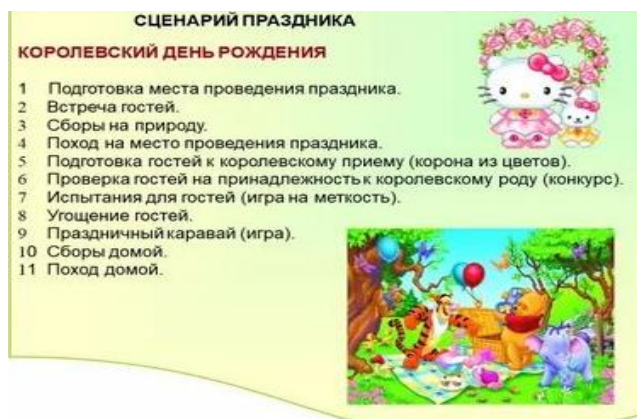 СЦЕНАРИЙ ПРАЗДНИКА
КОРОЛЕВСКИЙ ДЕНЬ РОЖДЕНИЯ
1 Подготовка места проведения праздника.
2 Встреча гостей.
3 Сборы на природу.
4 Поход на место проведения праздника.
5 Подготовка гостей к королевскому приему (корона из цветов).
6 Проверка гостей на принадлежность к королевскому роду (конкурс).
7 Испытания для гостей (игра на меткость).
8 Угощение гостей.
9 Праздничный каравай (игра).
10 Сборы домой.
11 Поход домой.